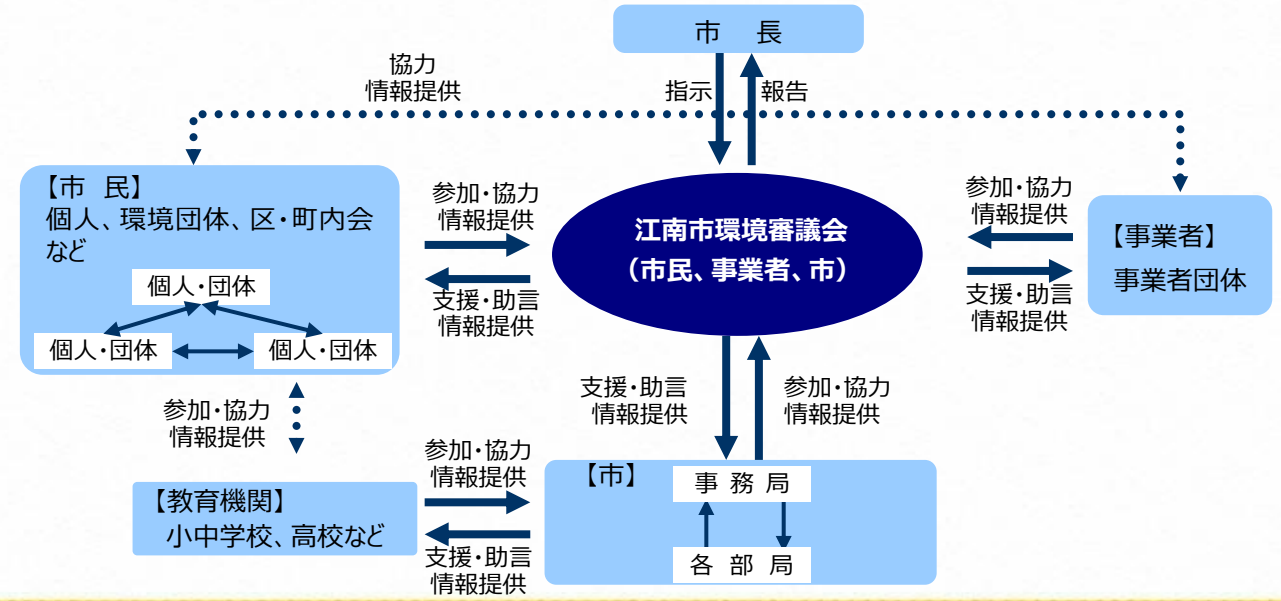 市　長
協力
情報提供
指示
報告
【市　民】
個人、環境団体、区・町内会
など
個人・団体
個人・団体
個人・団体
参加・協力
情報提供
支援・助言
情報提供
江南市環境審議会
（市民、事業者、市）
参加・協力
情報提供
支援・助言
情報提供
【事業者】
事業者団体
参加・協力
情報提供
支援・助言
情報提供
参加・協力
情報提供
【教育機関】
小中学校、高校など
参加・協力
情報提供
支援・助言
情報提供
【市】
事 務 局
各 部 局